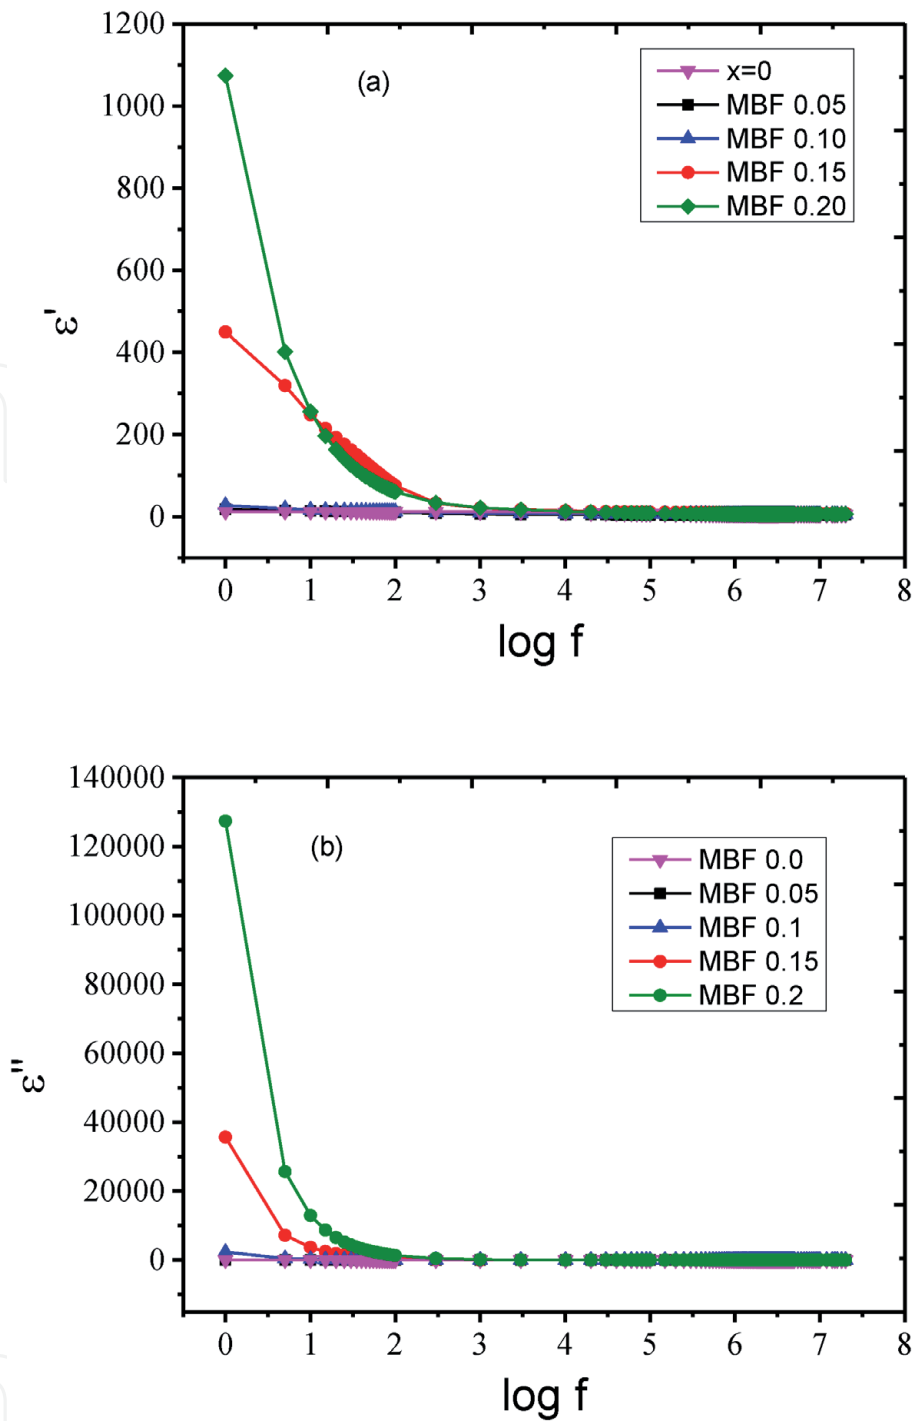 1200
1000
800
600
400
200
0
ε'
(a)
x=0
MBF 0.05
MBF 0.10
MBF 0.15
MBF 0.20
0 1 2 3 4 5 6 7 8
log f
140000
120000
100000
80000
60000
40000
20000
0
ε"
(b)
MBF 0.0
MBF 0.05
MBF 0.1
MBF 0.15
MBF 0.2
0 1 2 3 4 5 6 7 8
log f